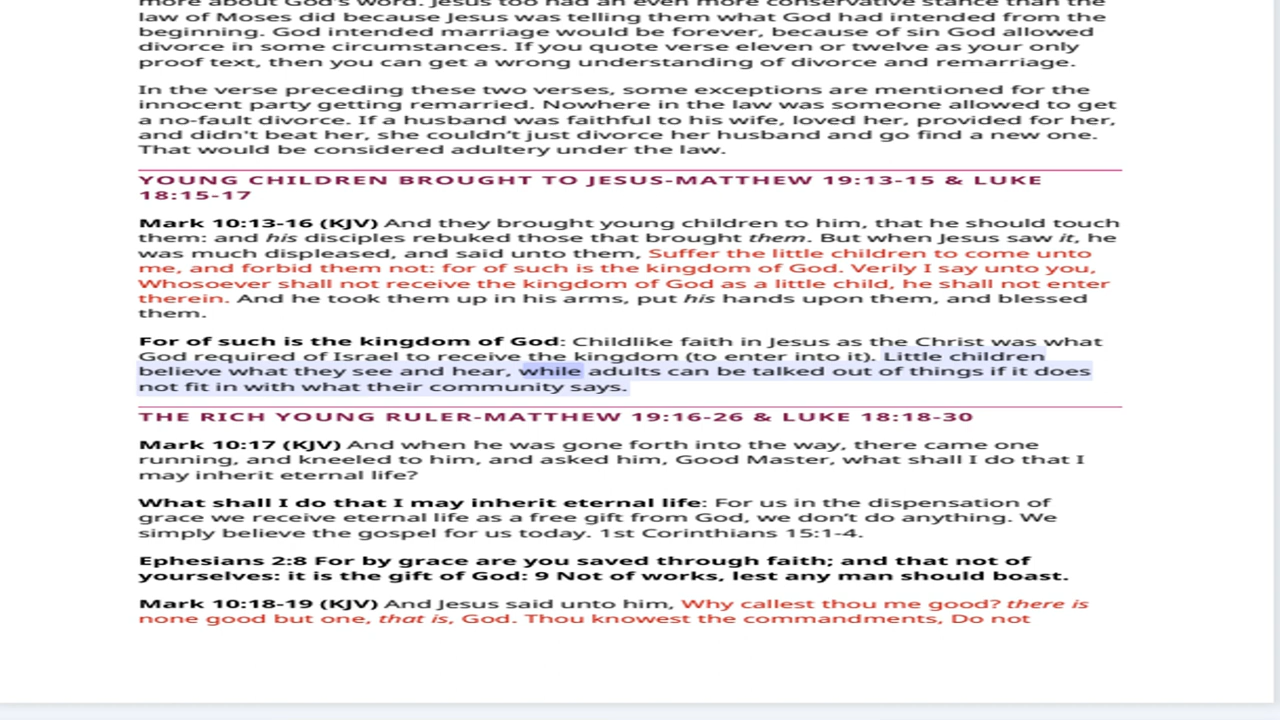 more about God's word. Jesus too had an even more conservative stance than the
law of Moses did because Jesus was telling them what God had intended from the
beginning. God intended marriage would be forever, because of sin God allowed
divorce in some circumstances. If you quote verse eleven or twelve as your only
proof text, then you can get a wrong understanding of divorce and remarriage.
In the verse preceding these two verses, some exceptions are mentioned for the
innocent party getting remarried. Nowhere in the law was someone allowed to get
a no-fault divorce. If a husband was faithful to his wife, loved her, provided for her,
and didn't beat her, she couldn't just divorce her husband and go find a new one.
That would be considered adultery under the law.
YOUNG CHILDREN BROUGHT TO JESUS-MATTHEW 19:13-15 & LUKE
18:15-17
Mark 10:13-16 (KJV) And they brought young children to him, that he should touch
them: and his disciples rebuked those that brought them. But when Jesus saw it, he
was much displeased, and said unto them, Suffer the little children to come unto
me, and forbid them not: for of such is the kingdom of God. Verily I say unto you,
Whosoever shall not receive the kingdom of God as a little child, he shall not enter
therein. And he took them up in his arms, put his hands upon them, and blessed
them.
For of such is the kingdom of God: Childlike faith in Jesus as the Christ was what
God required of Israel to receive the kingdom (to enter into it). Little children
believe what they see and hear, while adults can be talked out of things if it does
not fit in with what their community says.
THE RICH YOUNG RULER-MATTHEW 19:16-26 & LUKE 18:18-30
Mark 10:17 (KJV) And when he was gone forth into the way, there came one
running, and kneeled to him, and asked him, Good Master, what shall I do that I
may inherit eternal life?
What shall I do that I may inherit eternal life: For us in the dispensation of
grace we receive eternal life as a free gift from God, we don't do anything. We
simply believe the gospel for us today. 1st Corinthians 15:1-4.
Ephesians 2:8 For by grace are you saved through faith; and that not of
yourselves: it is the gift of God: 9 Not of works, lest any man should boast.
Mark 10:18-19 (KJV) And Jesus said unto him, Why callest thou me good? there is
none good but one, that is, God. Thou knowest the commandments, Do not